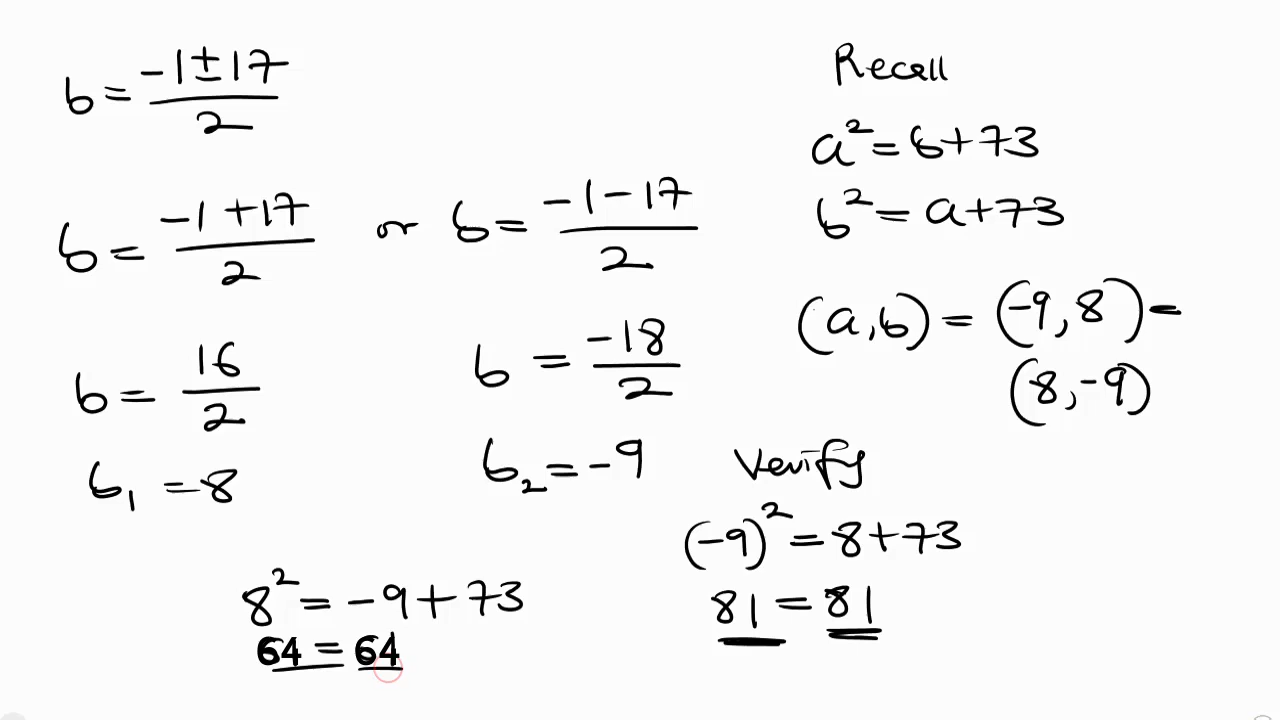 b = (-1 ± 17)/2
b = (-1 + 17)/2 or b = (-1 - 17)/2
b = 16/2
b = -18/2
b₁ = 8
b₂ = -9
8² = -9 + 73
64 = 64
Recall
a² = b + 73
b² = a + 73
(a, b) = (-9, 8) =
(8, -9)
Verify
(-9)² = 8 + 73
81 = 81